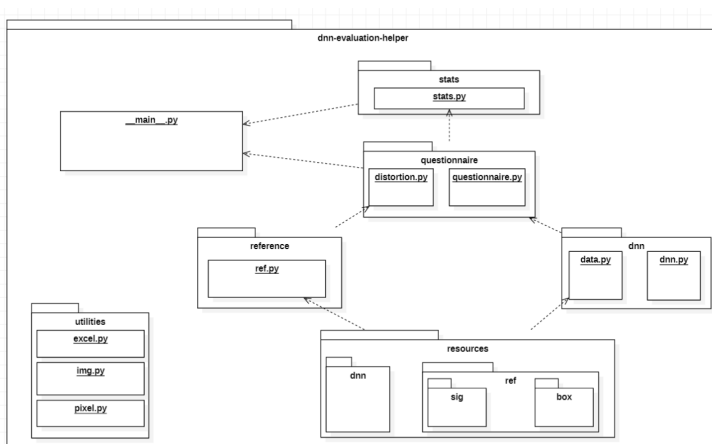 dnn-evaluation-helper
stats
stats.py
__main__.py
questionnaire
distortion.py
questionnaire.py
reference
ref.py
dnn
data.py
dnn.py
utilities
excel.py
img.py
pixel.py
resources
dnn
ref
sig
box